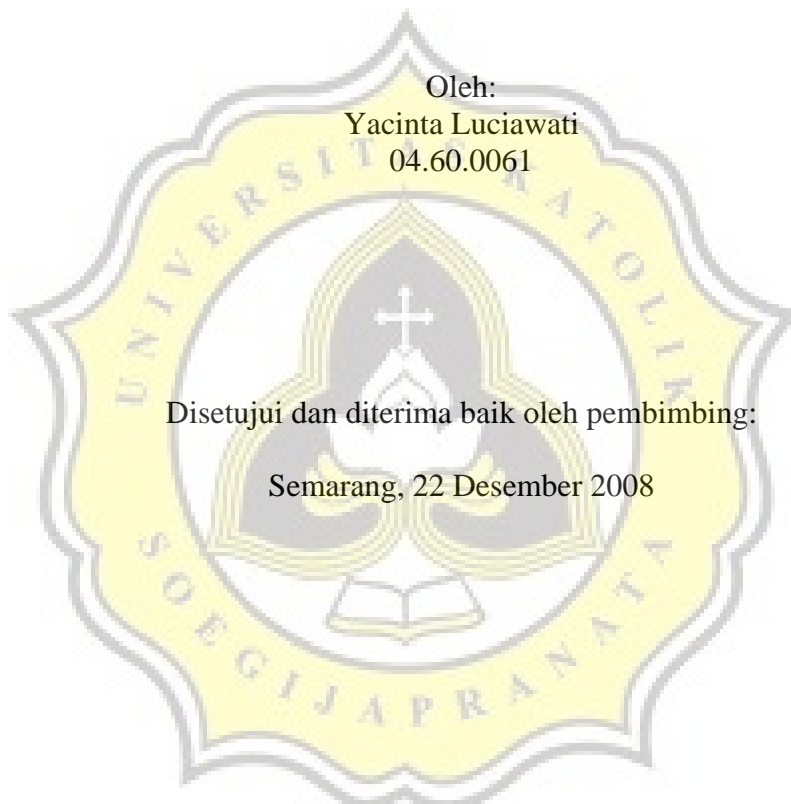 Oleh:
Yacinta Luciawati
04.60.0061
UNIVERSITAS KATOLIK
Disetujui dan diterima baik oleh pembimbing:
Semarang, 22 Desember 2008
SOEGIJAPRANATA